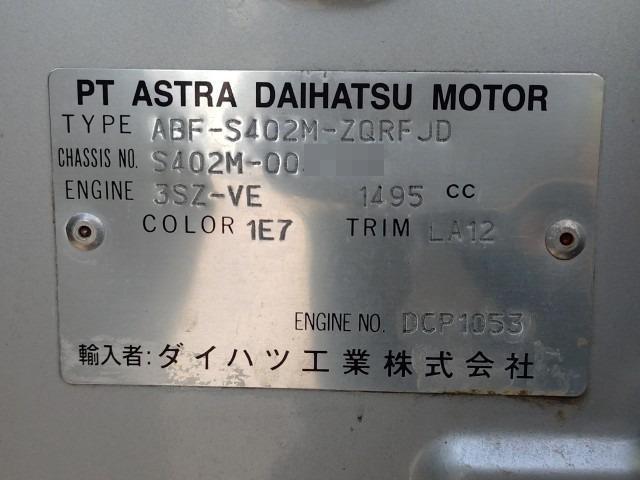 PT ASTRA DAIHATSU MOTOR
TYPE ABF-S402M-ZQRFJD
CHASSIS NO. S402M-00
ENGINE 3SZ-VE 1495 CC
COLOR 1E7 TRIM LA12
ENGINE NO. DCP1053
輸入者: ダイハツ工業株式会社